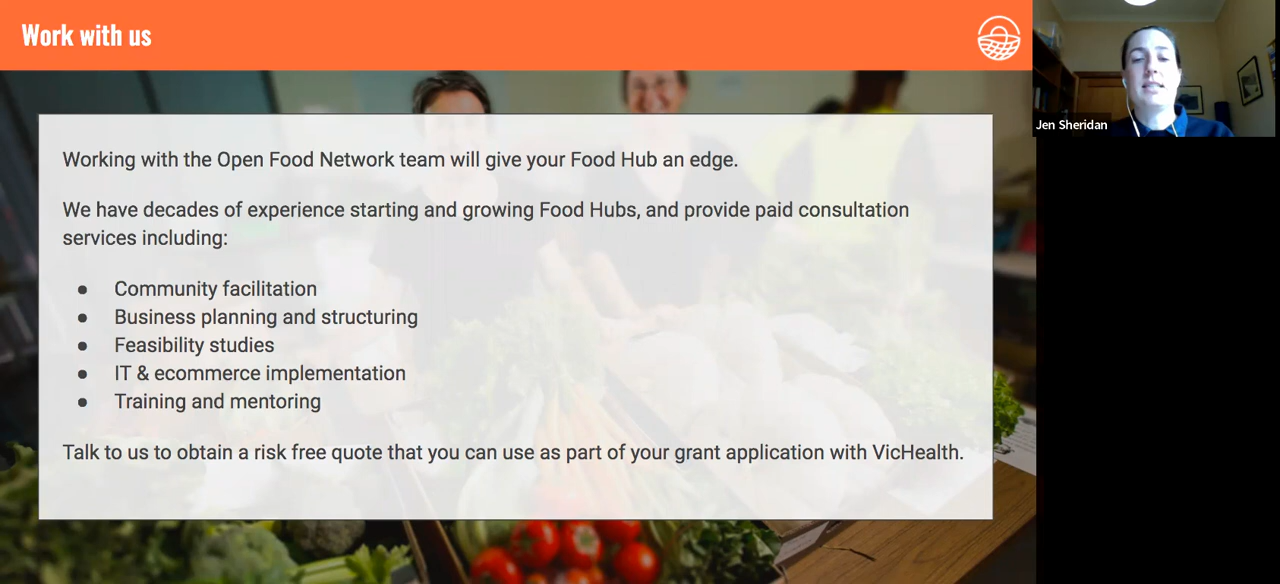 Work with us
Jen Sheridan
Working with the Open Food Network team will give your Food Hub an edge.
We have decades of experience starting and growing Food Hubs, and provide paid consultation
services including:
● Community facilitation
● Business planning and structuring
● Feasibility studies
● IT & ecommerce implementation
● Training and mentoring
Talk to us to obtain a risk free quote that you can use as part of your grant application with VicHealth.